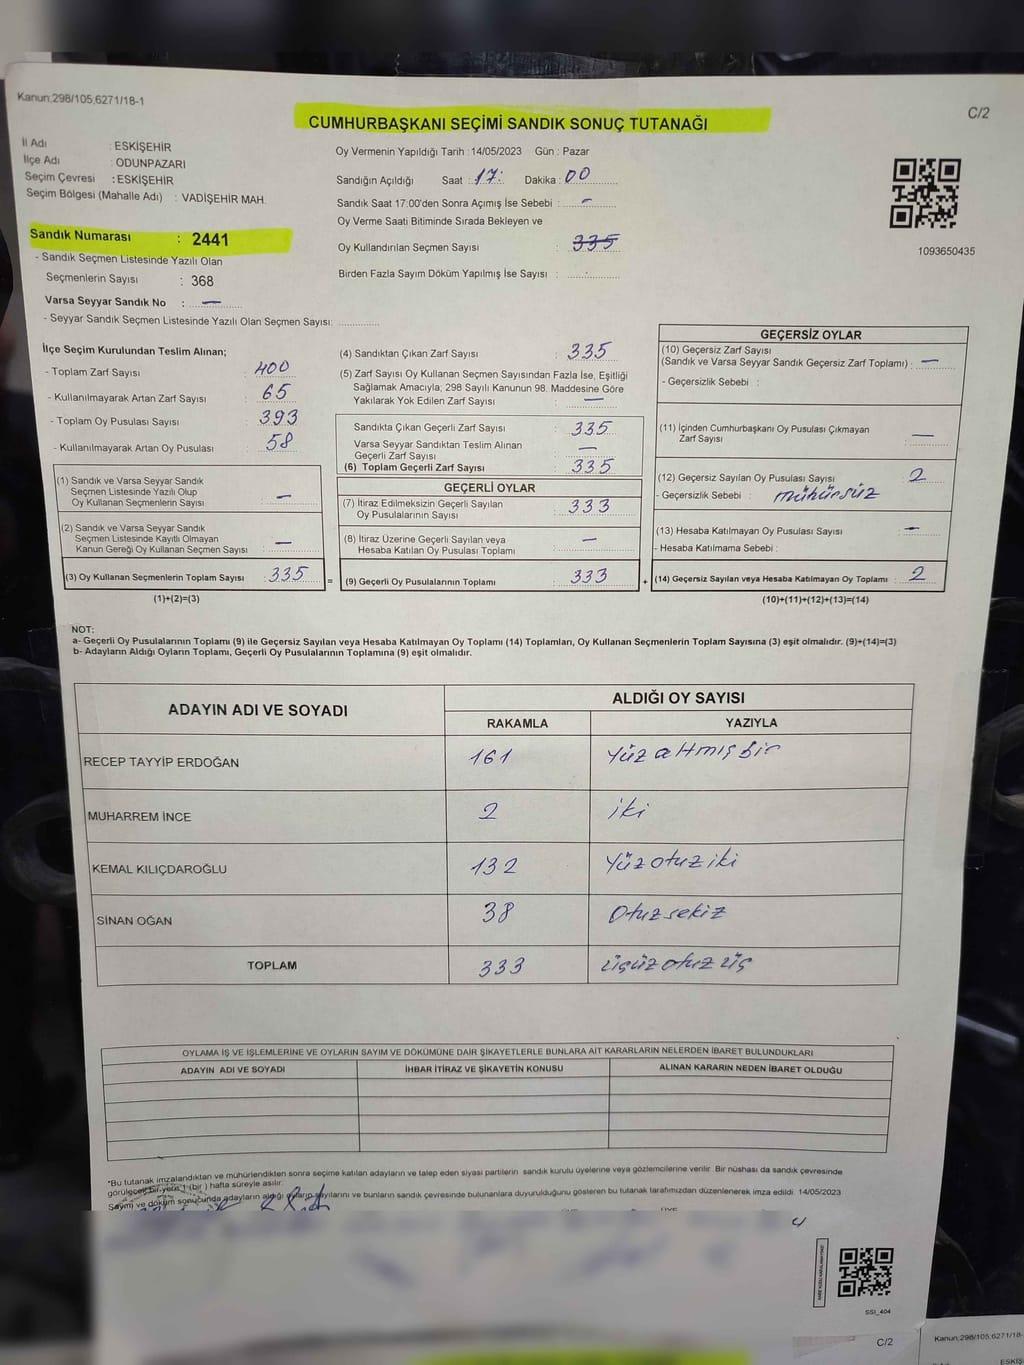 Kanun;298/105,6271/18-1
C/2
CUMHURBAŞKANI SEÇİMİ SANDIK SONUÇ TUTANAĞI
İl Adı : ESKİŞEHİR
İlçe Adı : ODUNPAZARI
Seçim Çevresi : ESKİŞEHİR
Seçim Bölgesi (Mahalle Adı) : VADİŞEHİR MAH.
Sandık Numarası : 2441
- Sandık Seçmen Listesinde Yazılı Olan
Seçmenlerin Sayısı : 368
Varsa Seyyar Sandık No : —
- Seyyar Sandık Seçmen Listesinde Yazılı Olan Seçmen Sayısı:
Oy Vermenin Yapıldığı Tarih : 14/05/2023 Gün : Pazar
Sandığın Açıldığı Saat : 17: Dakika : 00
Sandık Saat 17:00'den Sonra Açımış İse Sebebi : -
Oy Verme Saati Bitiminde Sırada Bekleyen ve
Oy Kullandırılan Seçmen Sayısı : 335
Birden Fazla Sayım Döküm Yapılmış İse Sayısı :
1093650435
İlçe Seçim Kurulundan Teslim Alınan;
- Toplam Zarf Sayısı : 400
- Kullanılmayarak Artan Zarf Sayısı : 65
- Toplam Oy Pusulası Sayısı : 393
- Kullanılmayarak Artan Oy Pusulası : 58
(1) Sandık ve Varsa Seyyar Sandık
Seçmen Listesinde Yazılı Olup
Oy Kullanan Seçmenlerin Sayısı : —
(2) Sandık ve Varsa Seyyar Sandık
Seçmen Listesinde Kayıtlı Olmayan
Kanun Gereği Oy Kullanan Seçmen Sayısı : —
(3) Oy Kullanan Seçmenlerin Toplam Sayısı : 335
(1)+(2)=(3)
(4) Sandıktan Çıkan Zarf Sayısı : 335
(5) Zarf Sayısı Oy Kullanan Seçmen Sayısından Fazla İse, Eşitliği
Sağlamak Amacıyla; 298 Sayılı Kanunun 98. Maddesine Göre
Yakılarak Yok Edilen Zarf Sayısı : —
Sandıkta Çıkan Geçerli Zarf Sayısı : 335
Varsa Seyyar Sandıktan Teslim Alınan
Geçerli Zarf Sayısı : —
(6) Toplam Geçerli Zarf Sayısı : 335
GEÇERLİ OYLAR
(7) İtiraz Edilmeksizin Geçerli Sayılan
Oy Pusulalarının Sayısı : 333
(8) İtiraz Üzerine Geçerli Sayılan veya
Hesaba Katılan Oy Pusulası Toplamı : —
=
(9) Geçerli Oy Pusulalarının Toplamı : 333
GEÇERSİZ OYLAR
(10) Geçersiz Zarf Sayısı
(Sandık ve Varsa Seyyar Sandık Geçersiz Zarf Toplamı) : —
- Geçersizlik Sebebi :
(11) İçinden Cumhurbaşkanı Oy Pusulası Çıkmayan
Zarf Sayısı : —
(12) Geçersiz Sayılan Oy Pusulası Sayısı : 2
- Geçersizlik Sebebi : mühürsüz
(13) Hesaba Katılmayan Oy Pusulası Sayısı : —
- Hesaba Katılmama Sebebi :
+ (14) Geçersiz Sayılan veya Hesaba Katılmayan Oy Toplamı : 2
(10)+(11)+(12)+(13)=(14)
NOT:
a- Geçerli Oy Pusulalarının Toplamı (9) ile Geçersiz Sayılan veya Hesaba Katılmayan Oy Toplamı (14) Toplamları, Oy Kullanan Seçmenlerin Toplam Sayısına (3) eşit olmalıdır. (9)+(14)=(3)
b- Adayların Aldığı Oyların Toplamı, Geçerli Oy Pusulalarının Toplamına (9) eşit olmalıdır.
ADAYIN ADI VE SOYADI
ALDIĞI OY SAYISI
RAKAMLA YAZIYLA
RECEP TAYYİP ERDOĞAN 161 Yüz altmış bir
MUHARREM İNCE 2 iki
KEMAL KILIÇDAROĞLU 132 Yüz otuz iki
SİNAN OĞAN 38 Otuz sekiz
TOPLAM 333 üçüz otuz üç
OYLAMA İŞ VE İŞLEMLERİNE VE OYLARIN SAYIM VE DÖKÜMÜNE DAİR ŞİKAYETLERLE BUNLARA AİT KARARLARIN NELERDEN İBARET BULUNDUKLARI
ADAYIN ADI VE SOYADI İHBAR İTİRAZ VE ŞİKAYETİN KONUSU ALINAN KARARIN NEDEN İBARET OLDUĞU
*Bu tutanak imzalandıktan ve mühürlendikten sonra seçime katılan adayların ve talep eden siyasi partilerin sandık kurulu üyelerine veya gözlemcilerine verilir. Bir nüshası da sandık çevresinde
görülecek bir yere 1 (bir ) hafta süreyle asılır.
Sayım ve döküm sonucunda adayların aldığı oyların sayılarını ve bunların sandık çevresinde bulunanlara duyurulduğunu gösteren bu tutanak tarafımızdan düzenlenerek imza edildi. 14/05/2023
SSI_404
C/2
Kanun;298/105,6271/18-
ESKİŞ